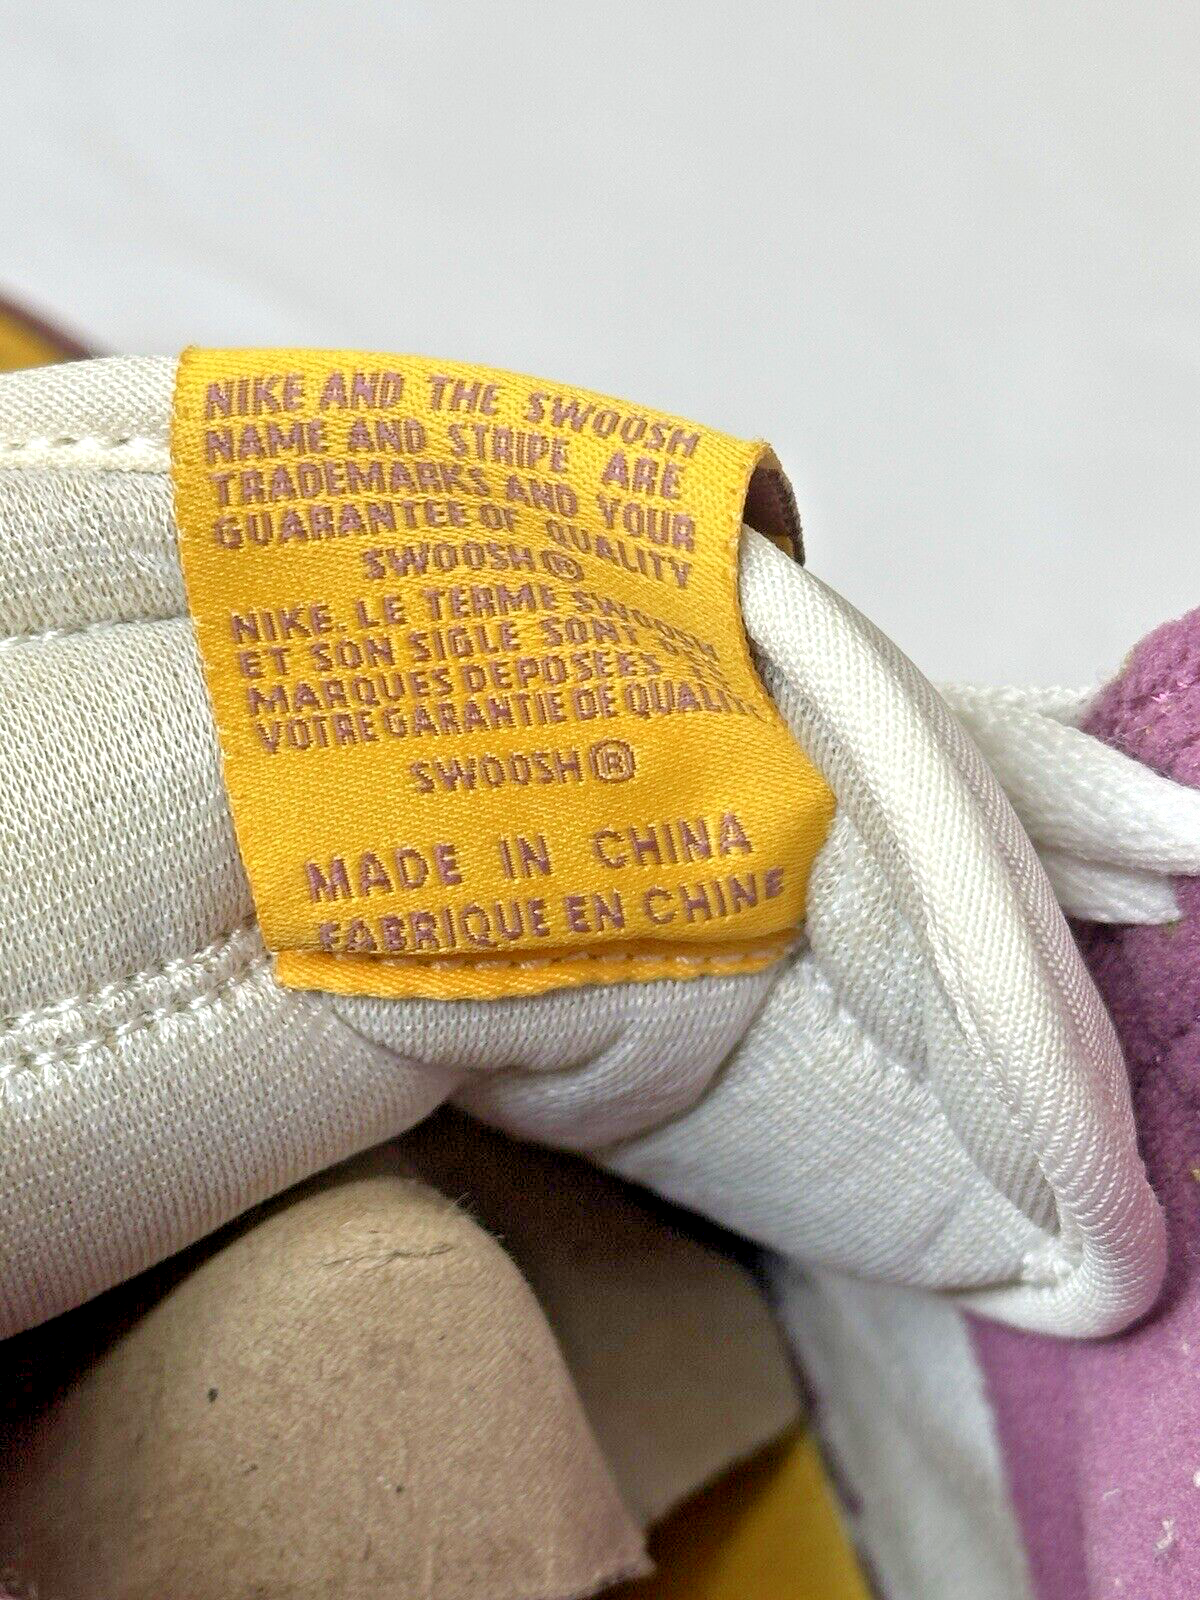 NIKE AND THE SWOOSH
NAME AND STRIPE ARE
TRADEMARKS AND YOUR
GUARANTEE OF QUALITY
SWOOSH®
NIKE. LE TERME SWOOSH
ET SON SIGLE SONT
MARQUES DEPOSEES
VOTRE GARANTIE DE
SWOOSH®
MADE IN CHINA
FABRIQUE EN CHINE